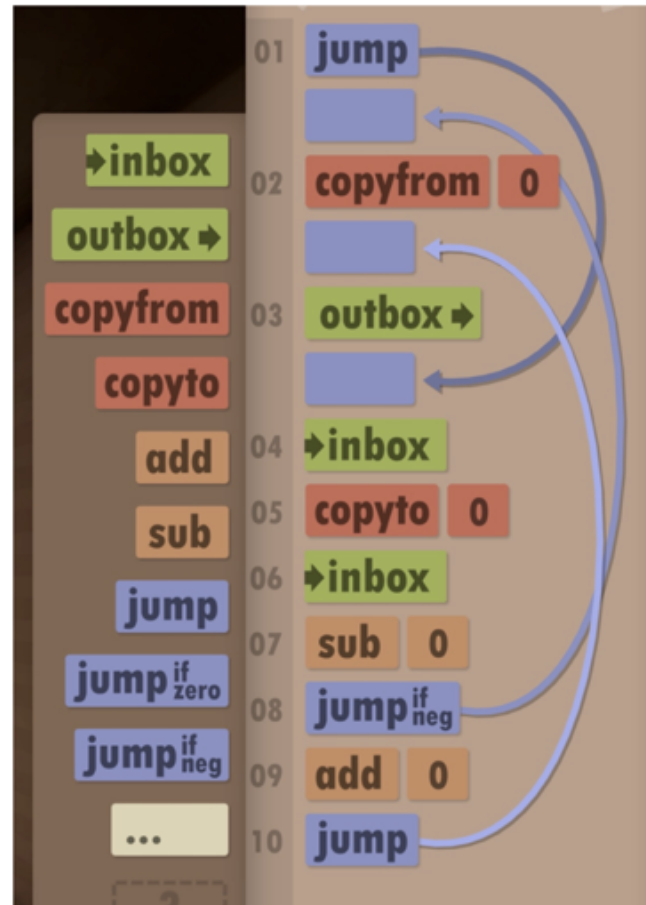 01 jump
02 copyfrom 0
03 outbox
04 inbox
05 copyto 0
06 inbox
07 sub 0
08 jump if neg
09 add 0
10 jump
inbox
outbox
copyfrom
copyto
add
sub
jump
jump if zero
jump if neg
...